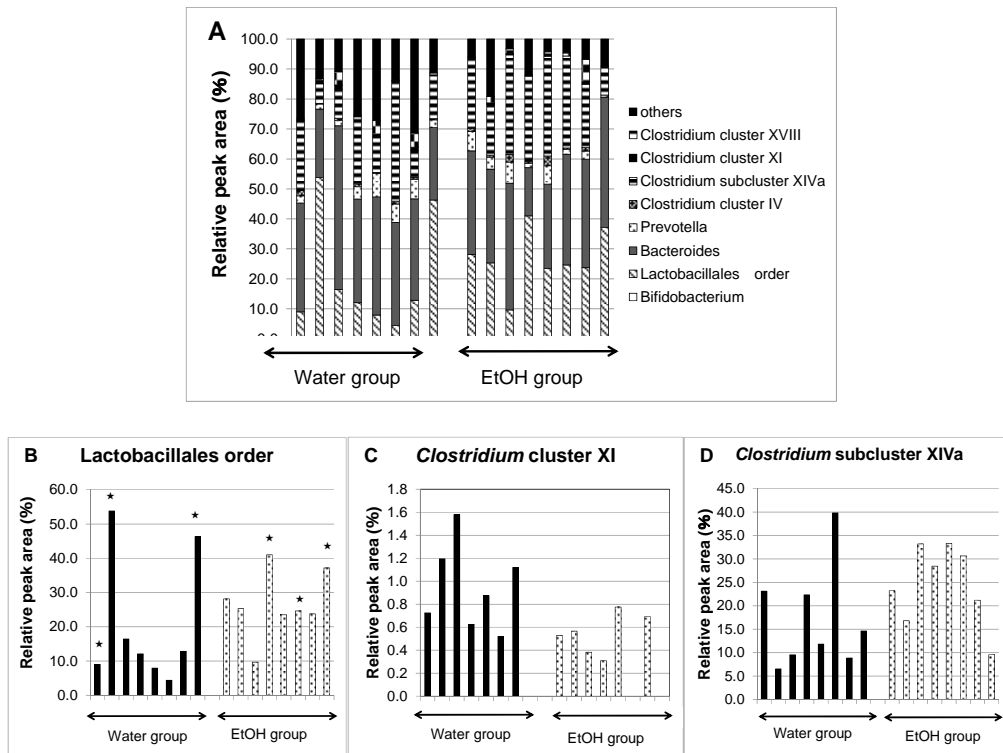 A
Relative peak area (%)
100.0
90.0
80.0
70.0
60.0
50.0
40.0
30.0
20.0
10.0
0.0
others
Clostridium cluster XVIII
Clostridium cluster XI
Clostridium subcluster XIVa
Clostridium cluster IV
Prevotella
Bacteroides
Lactobacillales order
Bifidobacterium
Water group
EtOH group
B Lactobacillales order
Relative peak area (%)
60.0
50.0
40.0
30.0
20.0
10.0
0.0
Water group
EtOH group
C Clostridium cluster XI
Relative peak area (%)
1.8
1.6
1.4
1.2
1.0
0.8
0.6
0.4
0.2
0.0
Water group
EtOH group
D Clostridium subcluster XIVa
Relative peak area (%)
45.0
40.0
35.0
30.0
25.0
20.0
15.0
10.0
5.0
0.0
Water group
EtOH group